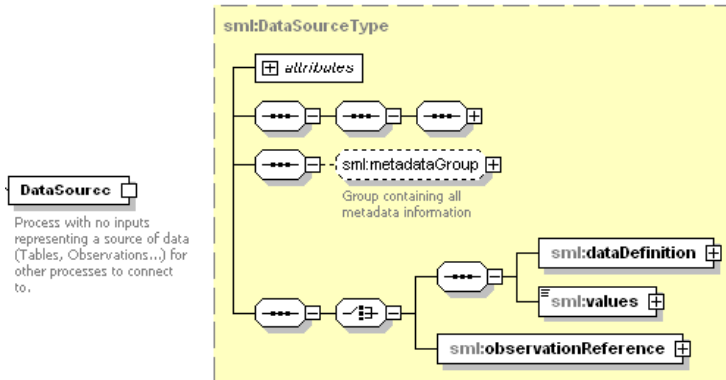 sml:DataSourceType
attributes
sml:metadataGroup
Group containing all
metadata information
DataSource
Process with no inputs
representing a source of data
(Tables, Observations...) for
other processes to connect
to.
sml:dataDefinition
sml:values
sml:observationReference